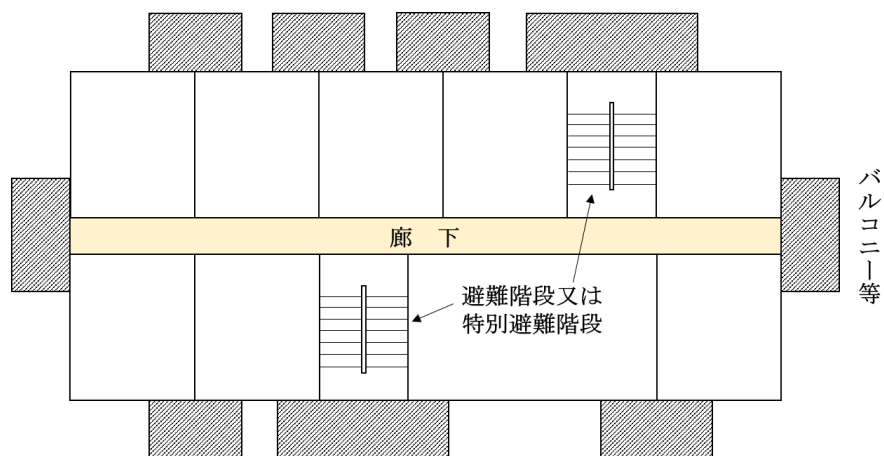 廊　下
避難階段又は
特別避難階段
バルコニー等